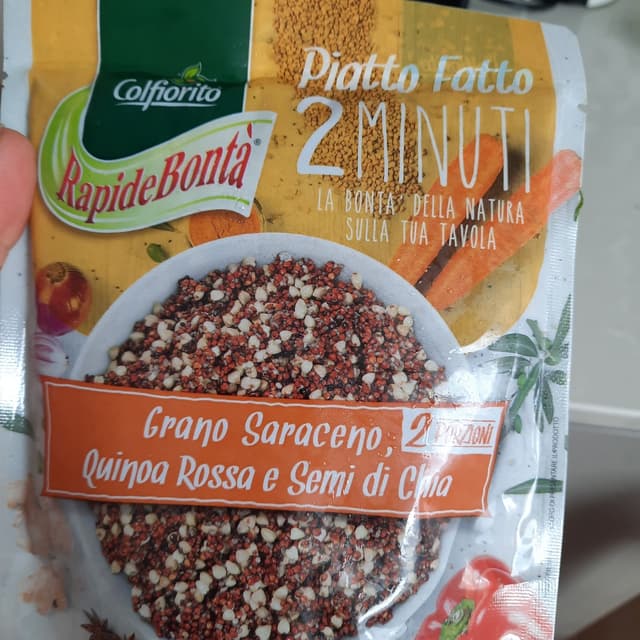 Colfiorito
RapideBontà®
Piatto Fatto
2 MINUTI
LA BONTÀ DELLA NATURA
SULLA TUA TAVOLA
Grano Saraceno,
2 PORZIONI
Quinoa Rossa e Semi di Chia